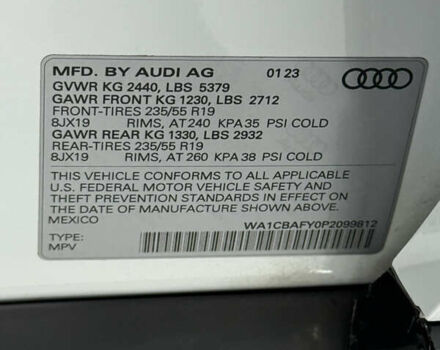 MFD. BY AUDI AG 01 23
GVWR KG 2440, LBS 5379
GAWR FRONT KG 1230, LBS 2712
FRONT-TIRES 235/55 R19
8JX19 RIMS, AT 240 KPA 35 PSI COLD
GAWR REAR KG 1330, LBS 2932
REAR-TIRES 235/55 R19
8JX19 RIMS, AT 260 KPA 38 PSI COLD
THIS VEHICLE CONFORMS TO ALL APPLICABLE
U.S. FEDERAL MOTOR VEHICLE SAFETY AND
THEFT PREVENTION STANDARDS IN EFFECT ON
THE DATE OF MANUFACTURE SHOWN ABOVE.
MEXICO
WA1CBAFY0P2099812
TYPE:
MPV